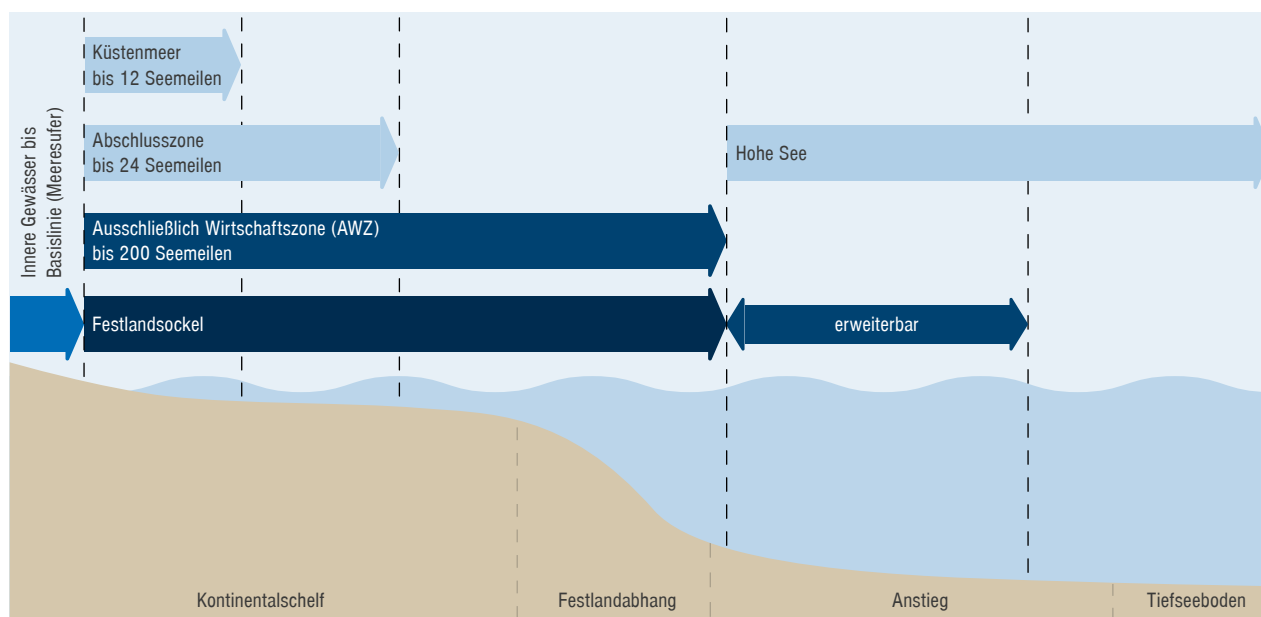 Innere Gewässer bis
Basislinie (Meeresufer)
Küstenmeer
bis 12 Seemeilen
Abschlusszone
bis 24 Seemeilen
Hohe See
Ausschließlich Wirtschaftszone (AWZ)
bis 200 Seemeilen
Festlandsockel
erweiterbar
Kontinentalschelf
Festlandabhang
Anstieg
Tiefseeboden